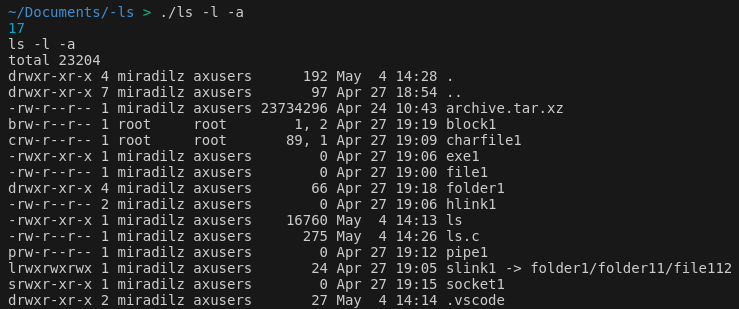 ~/Documents/-ls > ./ls -l -a
17
ls -l -a
total 23204
drwxr-xr-x 4 miradilz axusers      192 May  4 14:28 .
drwxr-xr-x 7 miradilz axusers       97 Apr 27 18:54 ..
-rw-r--r-- 1 miradilz axusers 23734296 Apr 24 10:43 archive.tar.xz
brw-r--r-- 1 root     root        1, 2 Apr 27 19:19 block1
crw-r--r-- 1 root     root       89, 1 Apr 27 19:09 charfile1
-rwxr-xr-x 1 miradilz axusers        0 Apr 27 19:06 exe1
-rw-r--r-- 1 miradilz axusers        0 Apr 27 19:00 file1
drwxr-xr-x 4 miradilz axusers       66 Apr 27 19:18 folder1
-rw-r--r-- 2 miradilz axusers        0 Apr 27 19:06 hlink1
-rwxr-xr-x 1 miradilz axusers    16760 May  4 14:13 ls
-rw-r--r-- 1 miradilz axusers      275 May  4 14:26 ls.c
prw-r--r-- 1 miradilz axusers        0 Apr 27 19:12 pipe1
lrwxrwxrwx 1 miradilz axusers       24 Apr 27 19:05 slink1 -> folder1/folder11/file112
srwxr-xr-x 1 miradilz axusers        0 Apr 27 19:15 socket1
drwxr-xr-x 2 miradilz axusers       27 May  4 14:14 .vscode